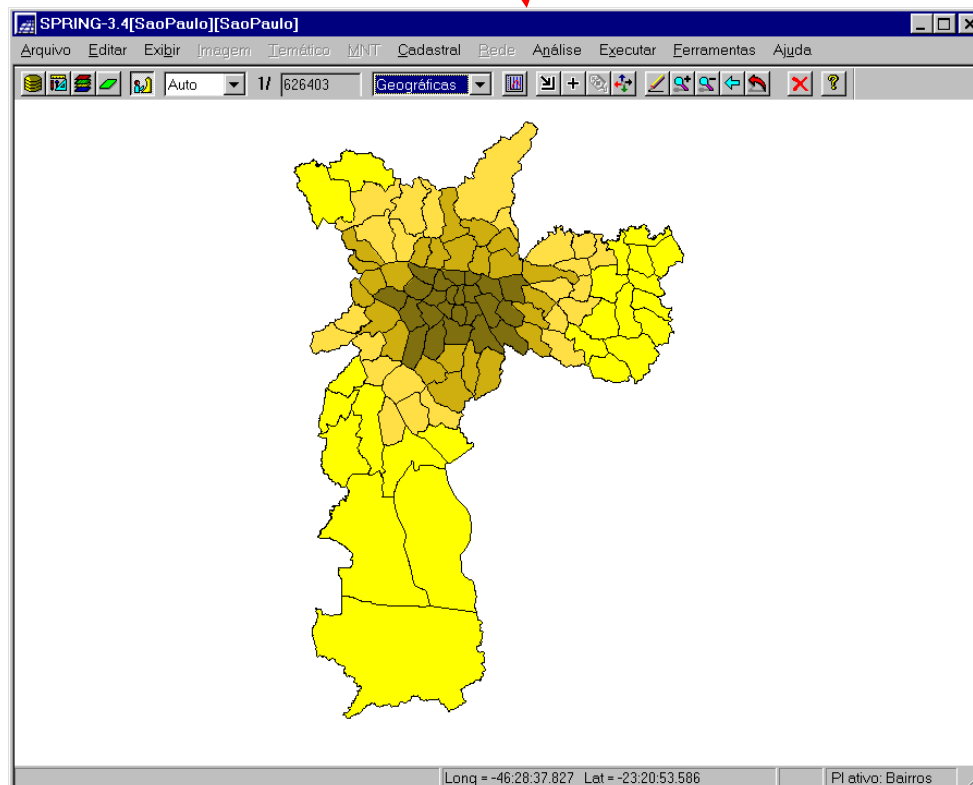 SPRING-3.4[SaoPaulo][SaoPaulo]
Arquivo Editar Exibir Imagem Temático MNT Cadastral Rede Análise Executar Ferramentas Ajuda
Auto 1/ 626403 Geográficas
Long = -46:28:37.827 Lat = -23:20:53.586 PI ativo: Bairros